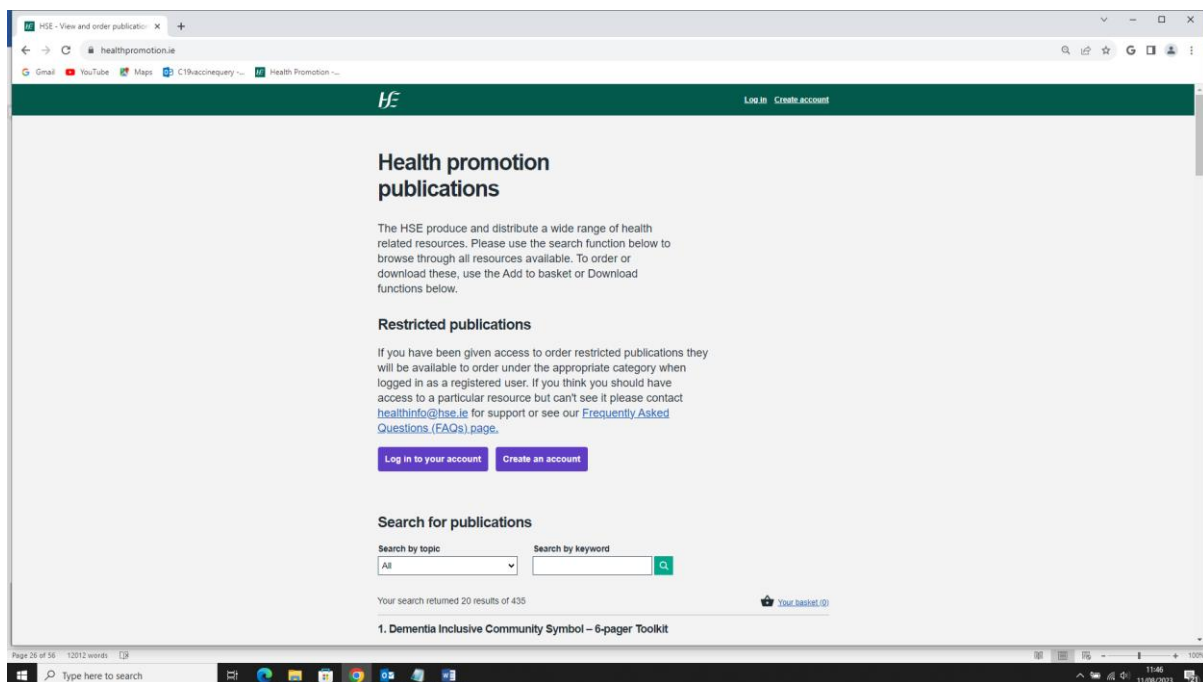 HSE - View and order publication
healthpromotion.ie
Gmail YouTube Maps C19vaccinequery -... Health Promotion -...
Log in Create account
Health promotion
publications
The HSE produce and distribute a wide range of health
related resources. Please use the search function below to
browse through all resources available. To order or
download these, use the Add to basket or Download
functions below.
Restricted publications
If you have been given access to order restricted publications they
will be available to order under the appropriate category when
logged in as a registered user. If you think you should have
access to a particular resource but can't see it please contact
healthinfo@hse.ie for support or see our Frequently Asked
Questions (FAQs) page.
Log in to your account Create an account
Search for publications
Search by topic Search by keyword
All
Your search returned 20 results of 435 Your basket (0)
1. Dementia Inclusive Community Symbol – 6-pager Toolkit
Page 26 of 56 12012 words 100%
Type here to search 11:46
11/08/2023